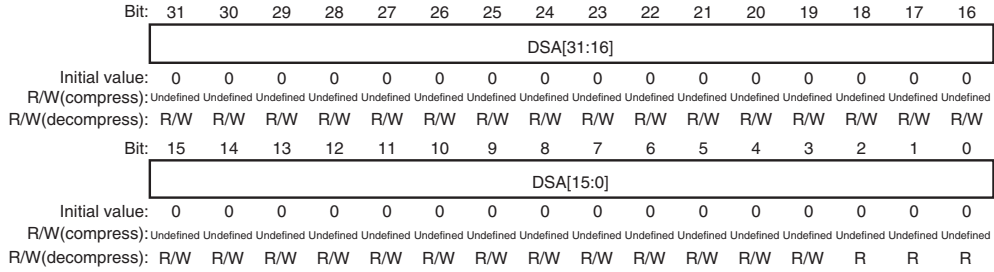 Bit: 31 30 29 28 27 26 25 24 23 22 21 20 19 18 17 16
DSA[31:16]
Initial value: 0 0 0 0 0 0 0 0 0 0 0 0 0 0 0 0
R/W(compress): Undefined Undefined Undefined Undefined Undefined Undefined Undefined Undefined Undefined Undefined Undefined Undefined Undefined Undefined Undefined Undefined
R/W(decompress): R/W R/W R/W R/W R/W R/W R/W R/W R/W R/W R/W R/W R/W R/W R/W R/W
Bit: 15 14 13 12 11 10 9 8 7 6 5 4 3 2 1 0
DSA[15:0]
Initial value: 0 0 0 0 0 0 0 0 0 0 0 0 0 0 0 0
R/W(compress): Undefined Undefined Undefined Undefined Undefined Undefined Undefined Undefined Undefined Undefined Undefined Undefined Undefined Undefined Undefined Undefined
R/W(decompress): R/W R/W R/W R/W R/W R/W R/W R/W R/W R/W R/W R/W R/W R R R